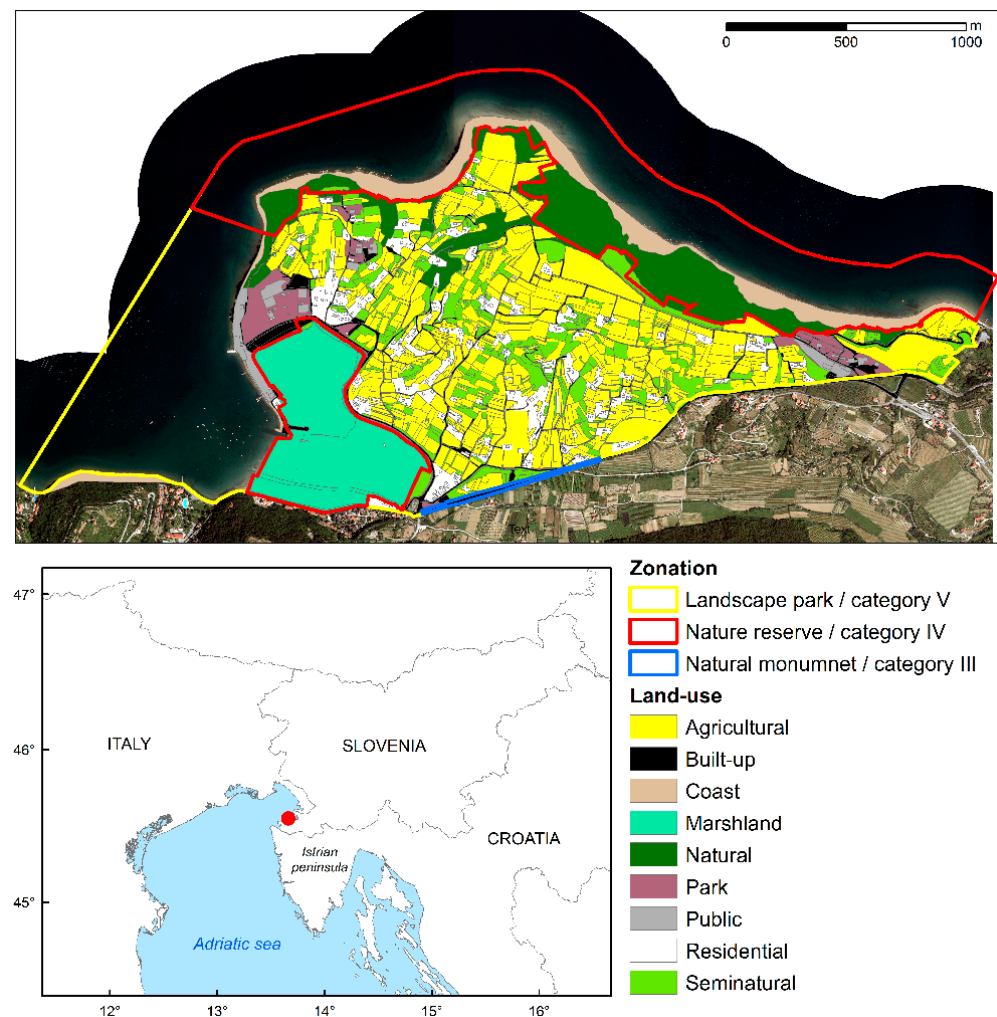 m
0 500 1000
Text
Zonation
Landscape park / category V
Nature reserve / category IV
Natural monumnet / category III
Land-use
Agricultural
Built-up
Coast
Marshland
Natural
Park
Public
Residential
Seminatural
47°
46°
45°
ITALY
SLOVENIA
CROATIA
Istrian
peninsula
Adriatic sea
12° 13° 14° 15° 16°